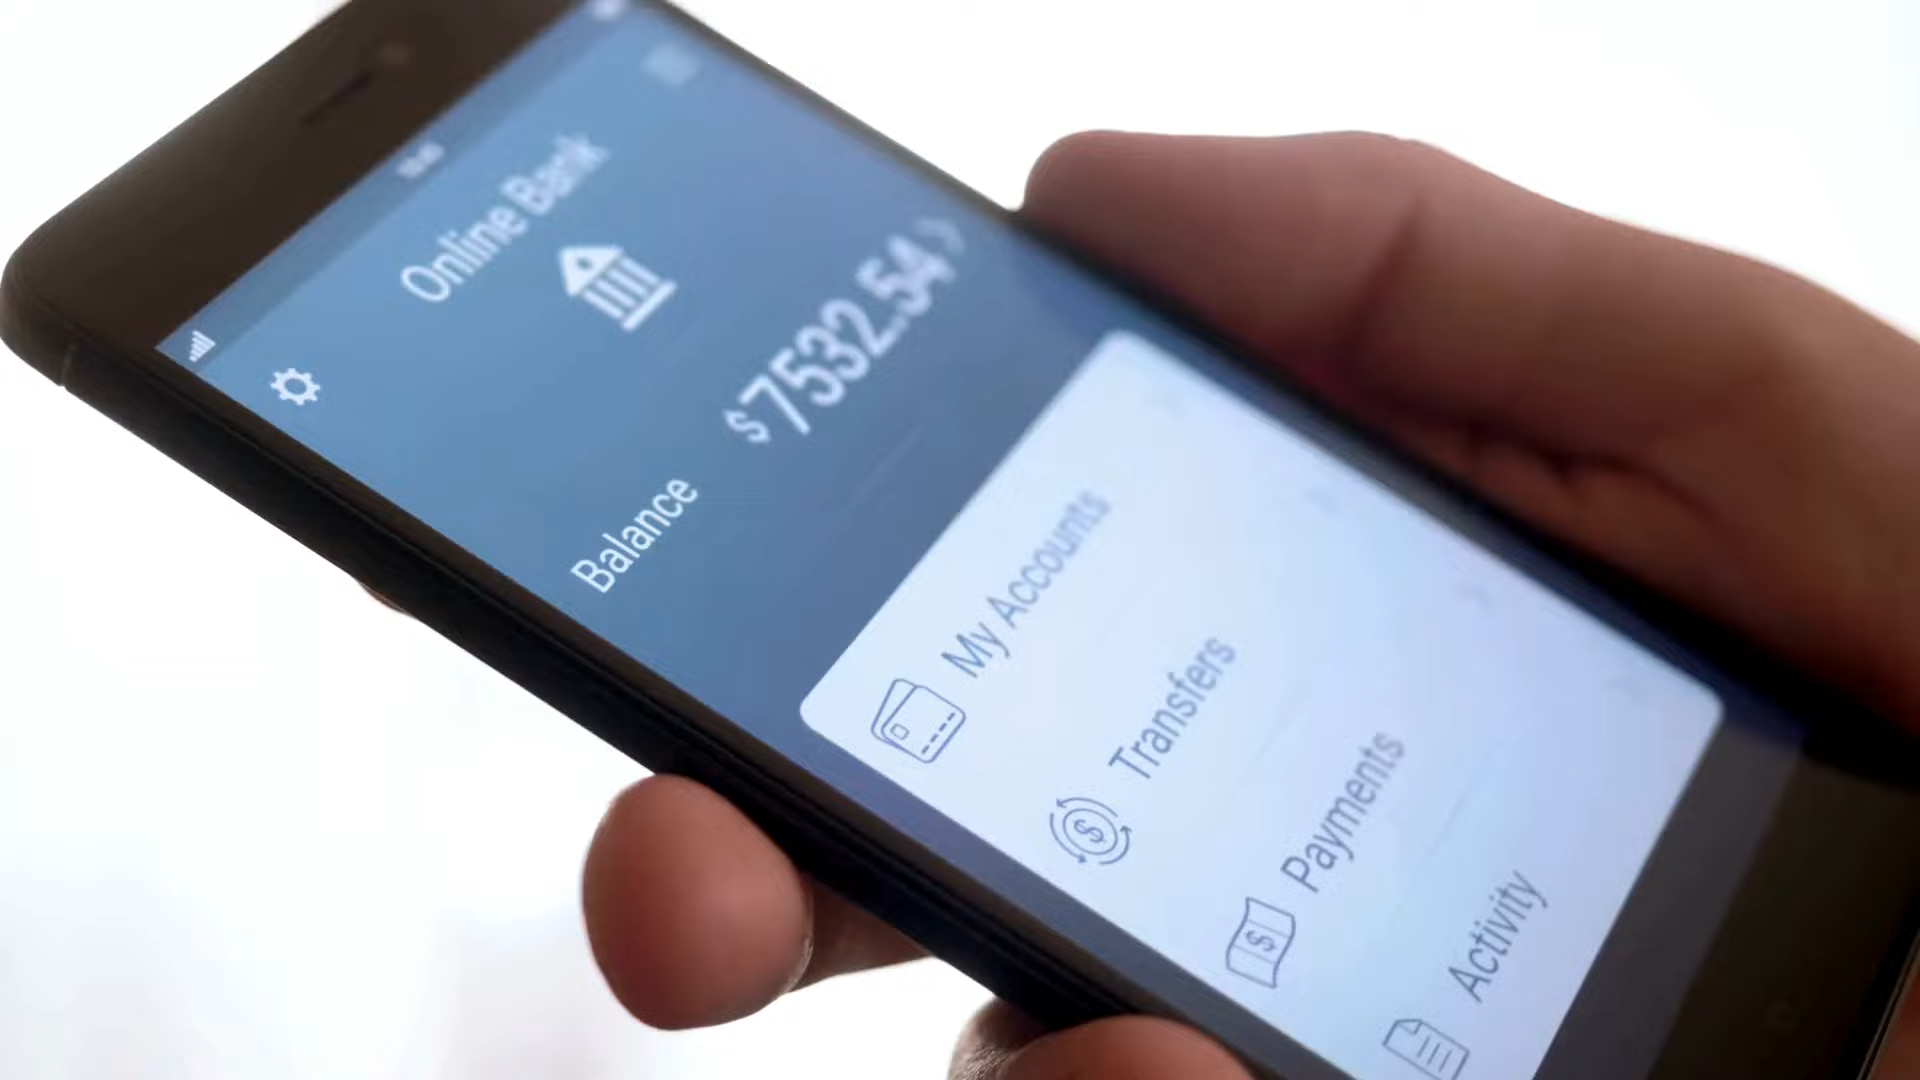 Online Bank
Balance
$7532.54
My Accounts
Transfers
Payments
Activity